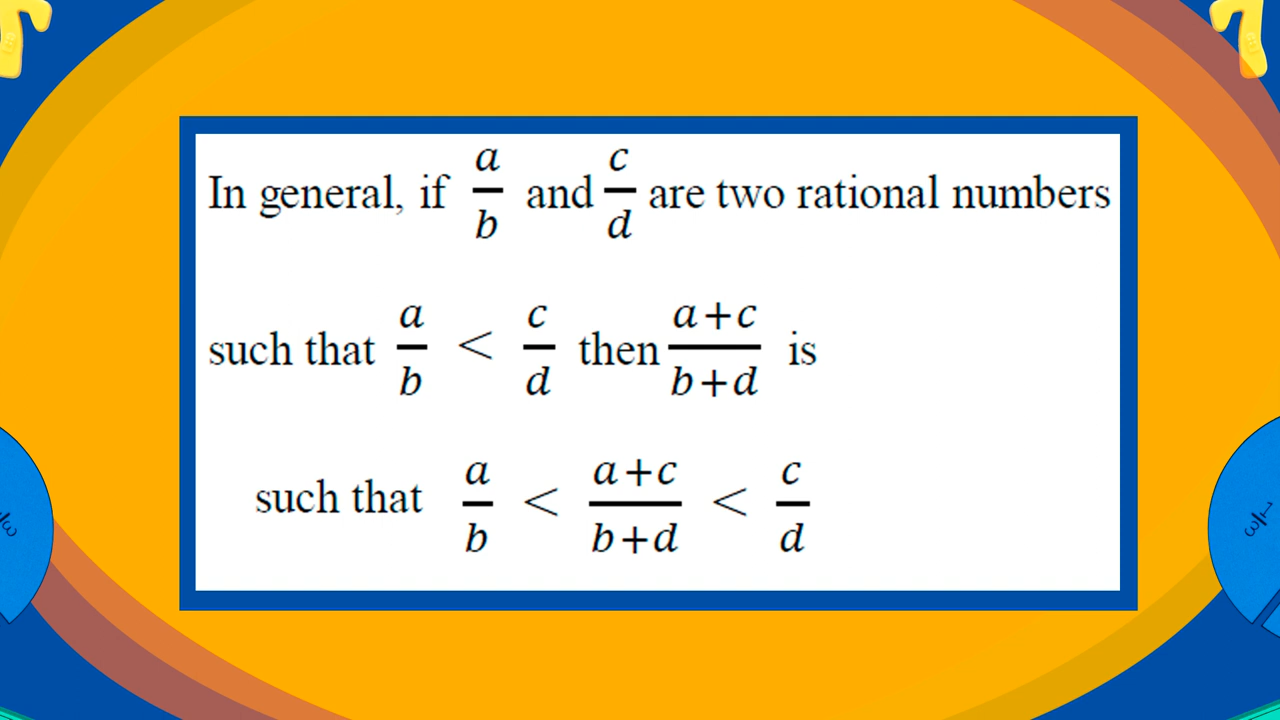 In general, if a/b and c/d are two rational numbers
such that a/b < c/d then a+c/b+d is
such that a/b < a+c/b+d < c/d